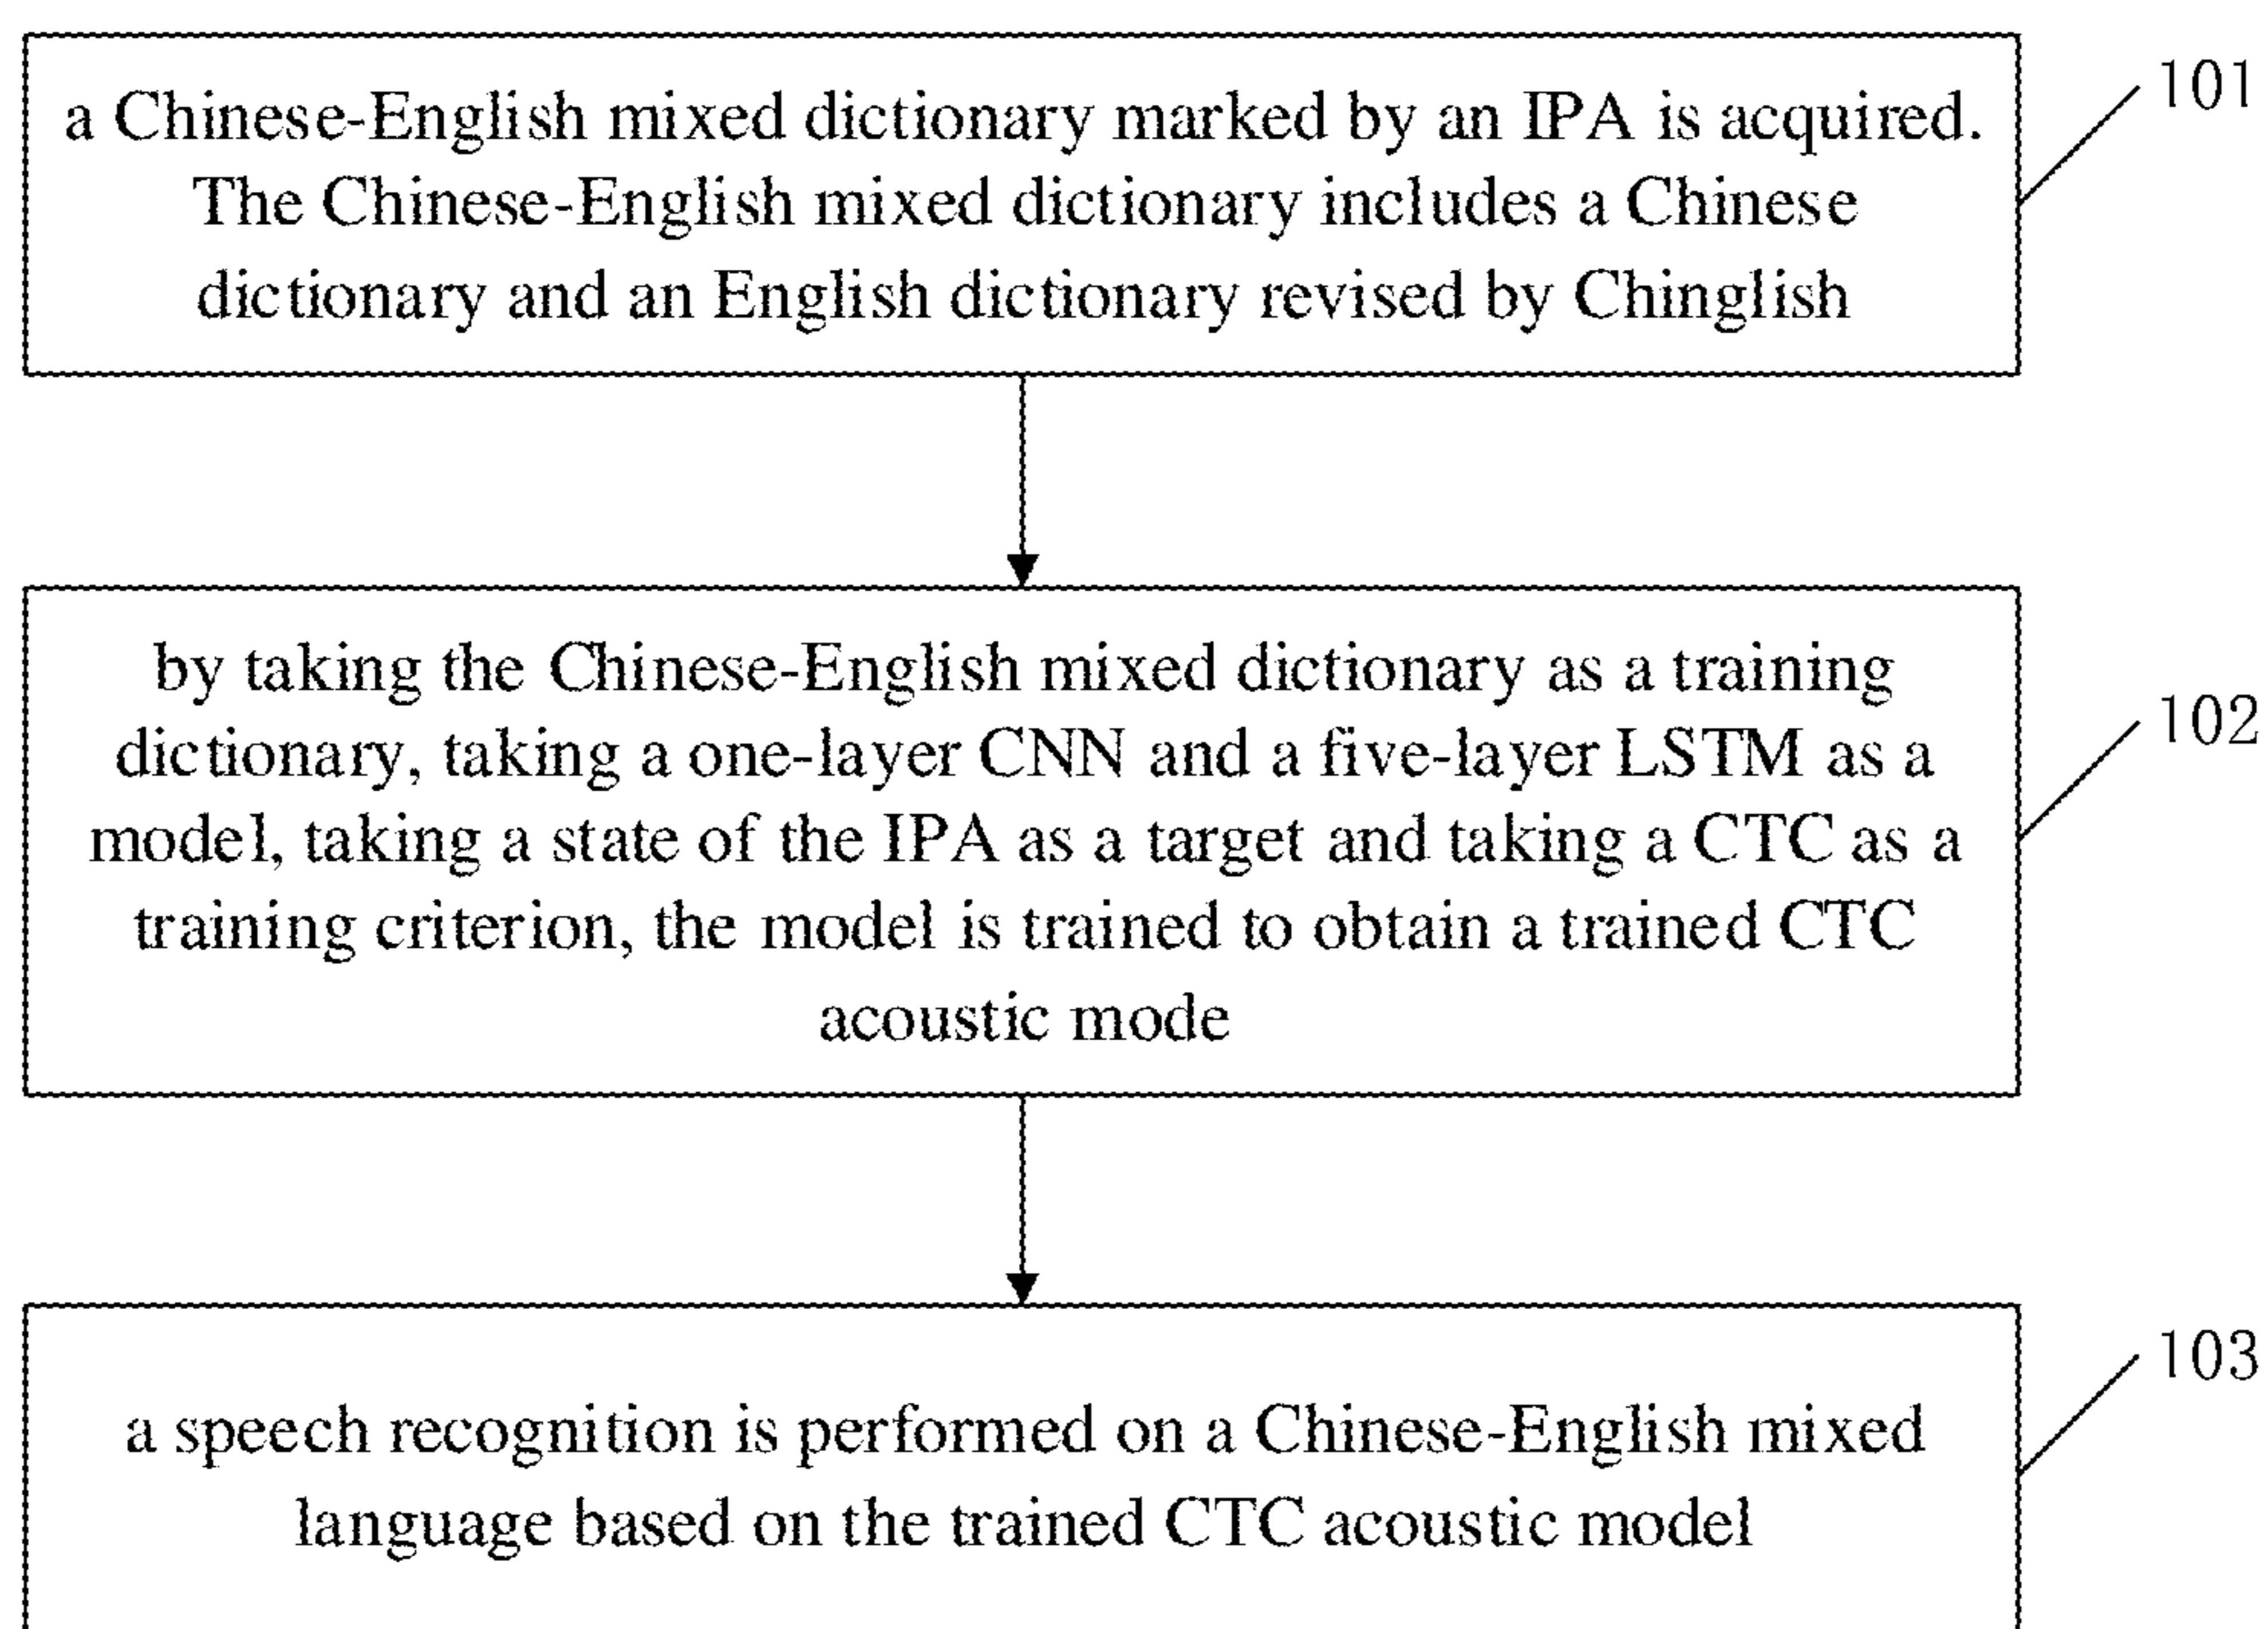 a Chinese-English mixed dictionary marked by an IPA is acquired.
The Chinese-English mixed dictionary includes a Chinese
dictionary and an English dictionary revised by Chinglish
101
by taking the Chinese-English mixed dictionary as a training
dictionary, taking a one-layer CNN and a five-layer LSTM as a
model, taking a state of the IPA as a target and taking a CTC as a
training criterion, the model is trained to obtain a trained CTC
acoustic mode
102
a speech recognition is performed on a Chinese-English mixed
language based on the trained CTC acoustic model
103